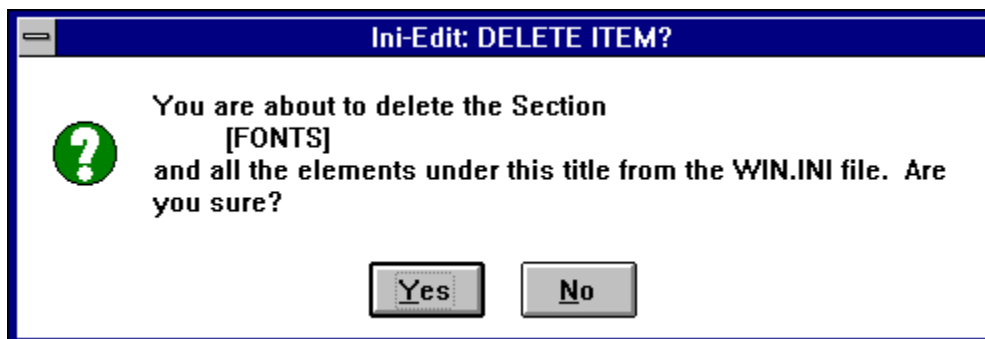 Ini-Edit: DELETE ITEM?
You are about to delete the Section
[FONTS]
and all the elements under this title from the WIN.INI file.  Are
you sure?
Yes
No